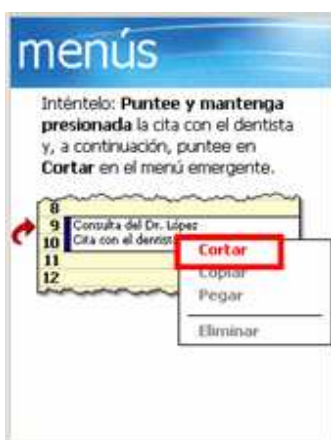 menús
Inténtelo: Puntee y mantenga
presionada la cita con el dentista
y, a continuación, puntee en
Cortar en el menú emergente.
8
9 Consulta del Dr. López
10 Cita con el dentist
11
12
Cortar
Copiar
Pegar
Eliminar